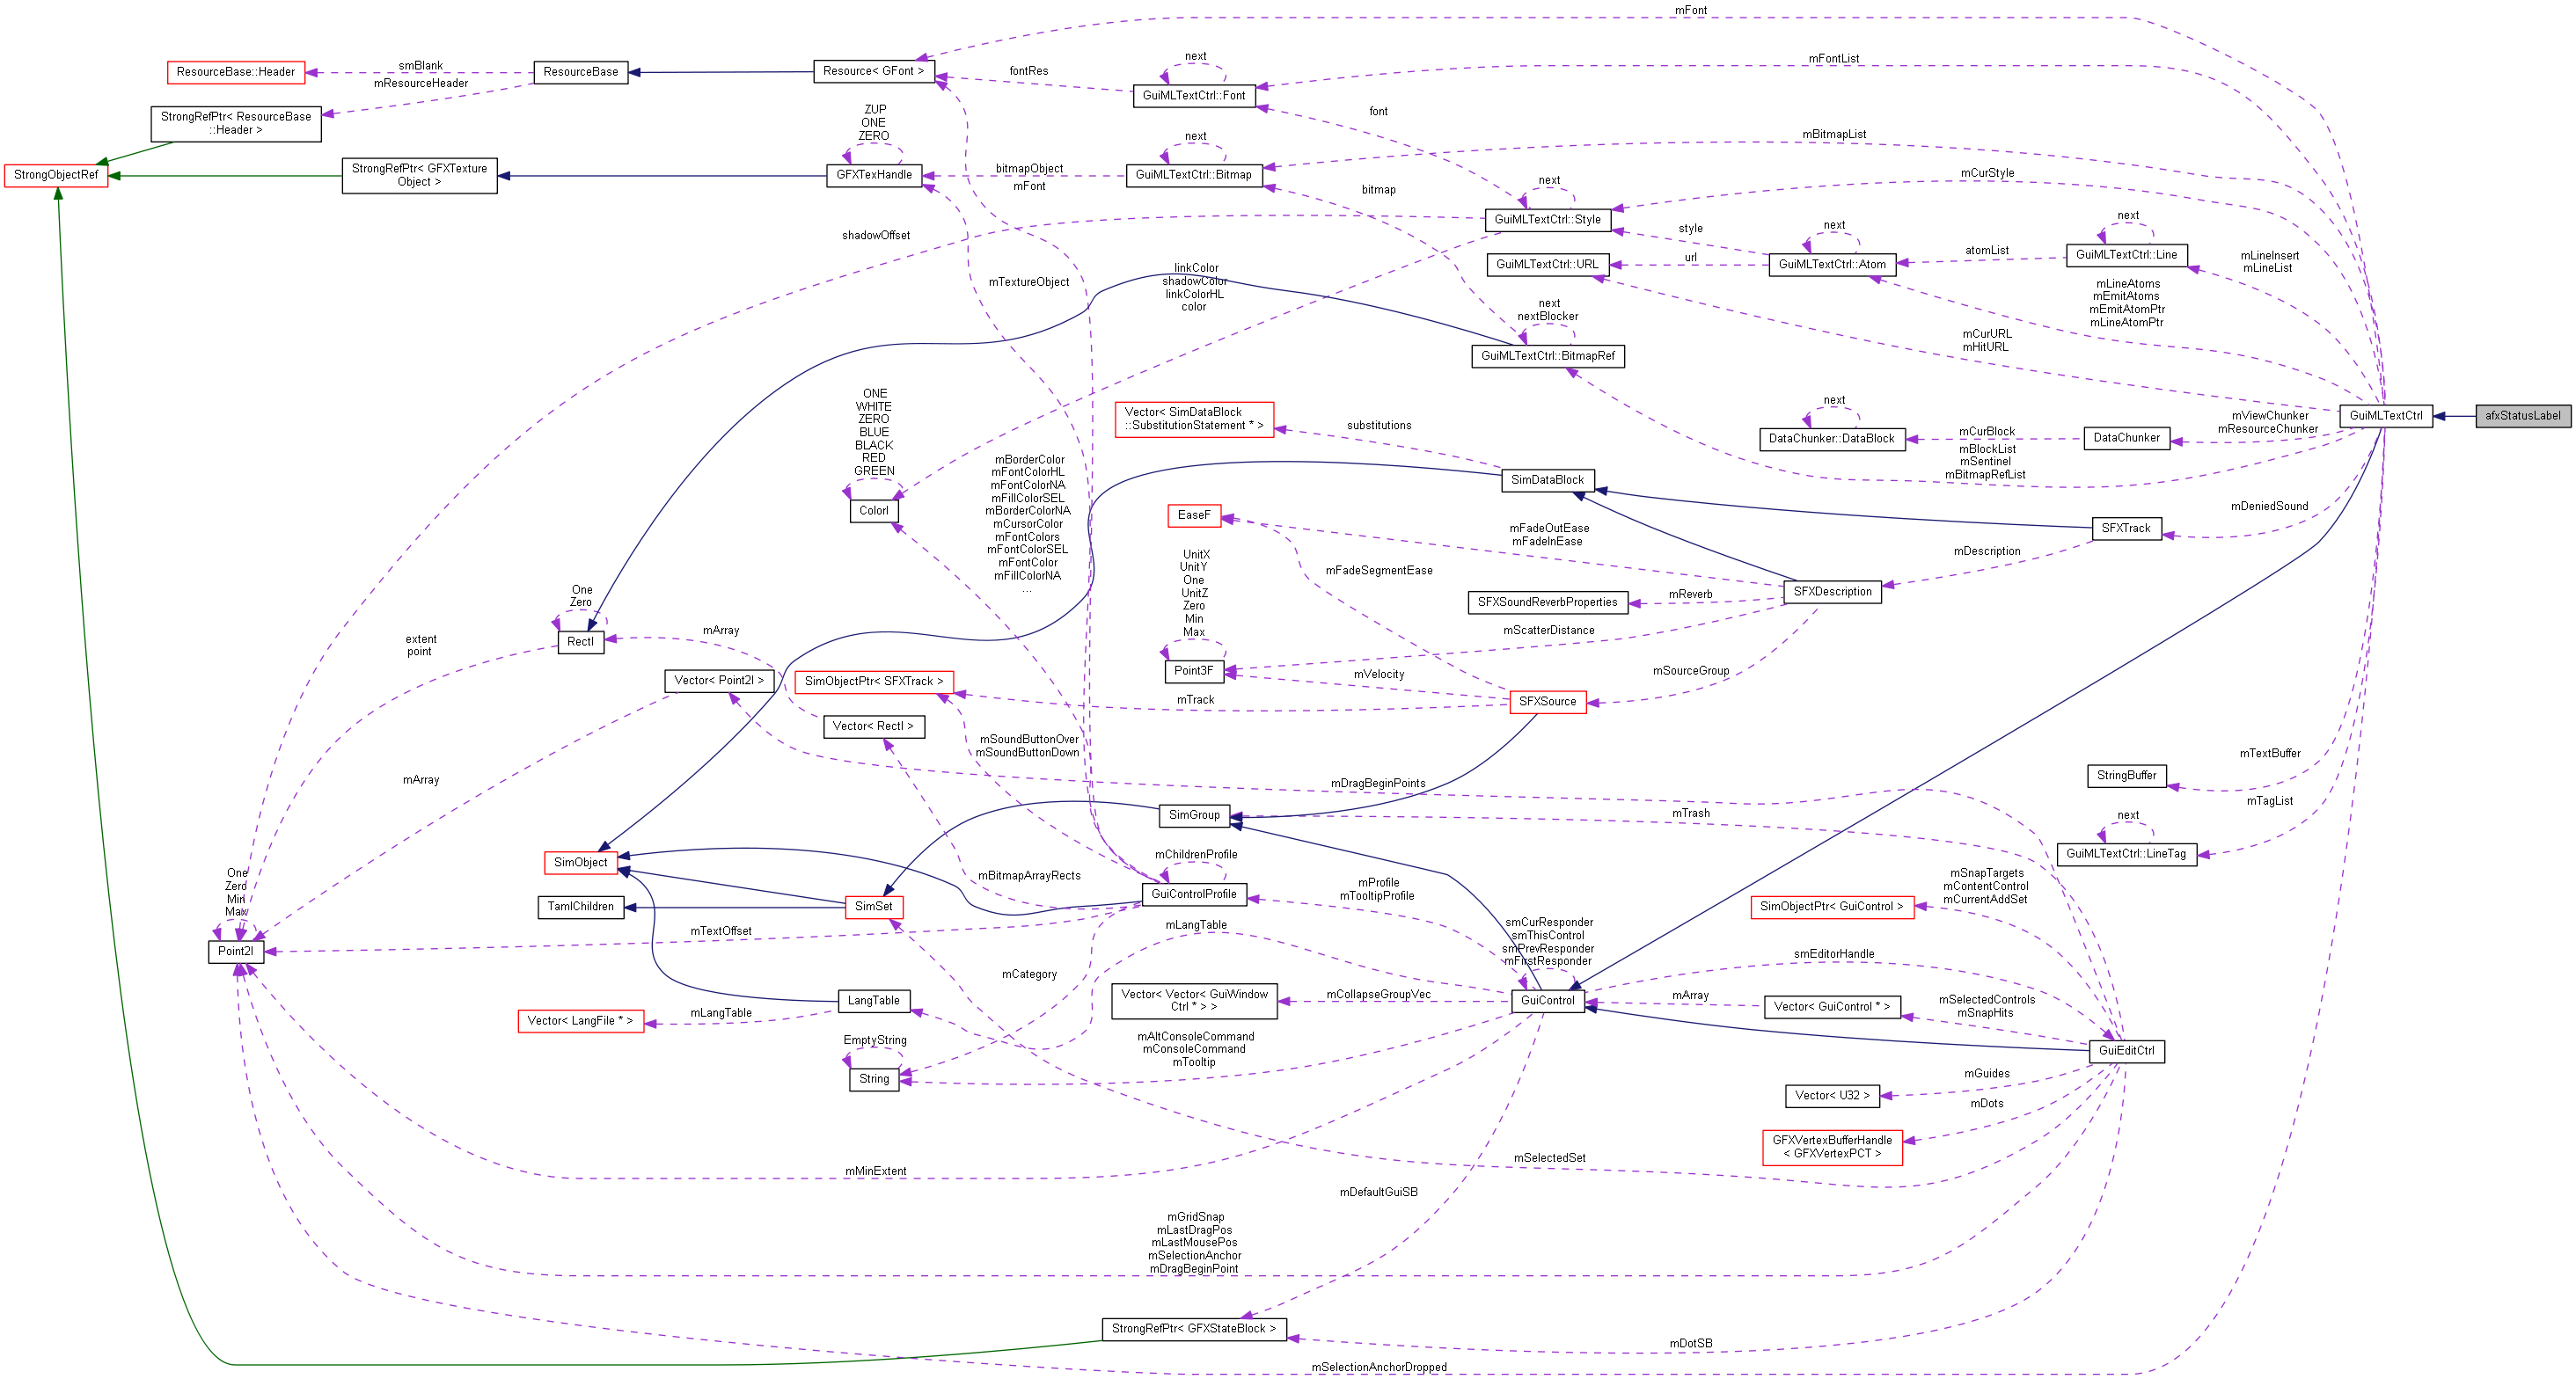 mFont
ResourceBase::Header
smBlank
mResourceHeader
ResourceBase
Resource< GFont >
fontRes
next
GuiMLTextCtrl::Font
mFontList
StrongRefPtr< ResourceBase
::Header >
ZUP
ONE
ZERO
font
next
mBitmapList
StrongObjectRef
StrongRefPtr< GFXTexture
Object >
GFXTexHandle
bitmapObject
mFont
GuiMLTextCtrl::Bitmap
bitmap
next
mCurStyle
GuiMLTextCtrl::Style
shadowOffset
style
next
atomList
next
GuiMLTextCtrl::Line
mLineInsert
mLineList
GuiMLTextCtrl::URL
url
GuiMLTextCtrl::Atom
mTextureObject
linkColor
shadowColor
linkColorHL
color
next
nextBlocker
mLineAtoms
mEmitAtoms
mEmitAtomPtr
mLineAtomPtr
mCurURL
mHitURL
GuiMLTextCtrl::BitmapRef
ONE
WHITE
ZERO
BLUE
BLACK
RED
GREEN
ColorI
Vector< SimDataBlock
::SubstitutionStatement * >
substitutions
next
DataChunker::DataBlock
mCurBlock
mBlockList
mSentinel
mBitmapRefList
DataChunker
mViewChunker
mResourceChunker
GuiMLTextCtrl
afxStatusLabel
mBorderColor
mFontColorHL
mFontColorNA
mFillColorSEL
mBorderColorNA
mCursorColor
mFontColors
mFontColorSEL
mFontColor
mFillColorNA
...
SimDataBlock
EaseF
mFadeOutEase
mFadeInEase
mDescription
SFXTrack
mDeniedSound
UnitX
UnitY
One
UnitZ
Zero
Min
Max
mFadeSegmentEase
SFXSoundReverbProperties
mReverb
SFXDescription
One
Zero
RectI
extent
point
mArray
mScatterDistance
Point3F
mVelocity
mSourceGroup
Vector< Point2I >
SimObjectPtr< SFXTrack >
mTrack
SFXSource
Vector< RectI >
mSoundButtonOver
mSoundButtonDown
mArray
mDragBeginPoints
StringBuffer
mTextBuffer
mTagList
SimGroup
mTrash
next
GuiMLTextCtrl::LineTag
SimObject
mChildrenProfile
mBitmapArrayRects
GuiControlProfile
mProfile
mTooltipProfile
mSnapTargets
mContentControl
mCurrentAddSet
SimObjectPtr< GuiControl >
One
Zero
Min
Max
TamlChildren
SimSet
mTextOffset
mLangTable
smCurResponder
smThisControl
smPrevResponder
mFirstResponder
smEditorHandle
Point2I
mCategory
LangTable
Vector< LangFile * >
mLangTable
Vector< Vector< GuiWindow
Ctrl * > >
mCollapseGroupVec
GuiControl
mArray
Vector< GuiControl * >
mSelectedControls
mSnapHits
EmptyString
String
mAltConsoleCommand
mConsoleCommand
mTooltip
GuiEditCtrl
Vector< U32 >
mGuides
mDots
GFXVertexBufferHandle
< GFXVertexPCT >
mMinExtent
mSelectedSet
mDefaultGuiSB
mGridSnap
mLastDragPos
mLastMousePos
mSelectionAnchor
mDragBeginPoint
StrongRefPtr< GFXStateBlock >
mDotSB
mSelectionAnchorDropped